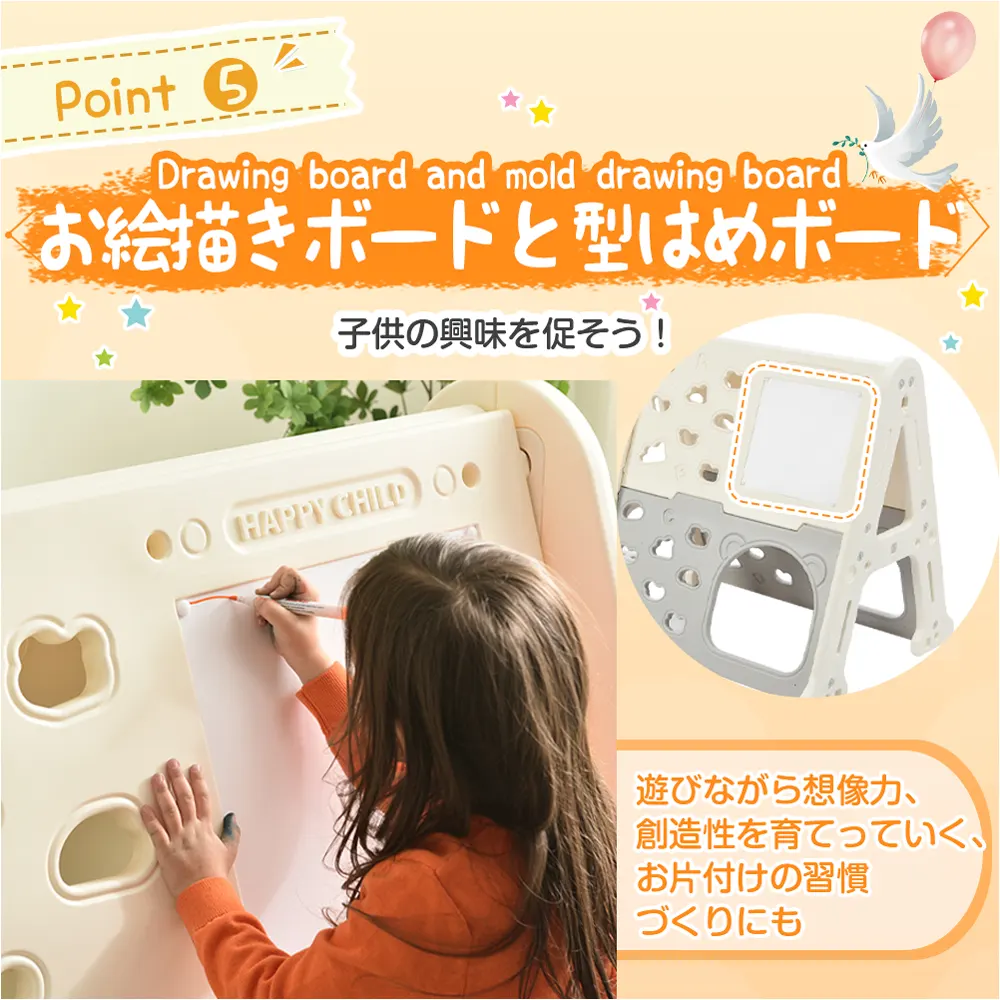 Point 5
Drawing board and mold drawing board
お絵描きボードと型はめボード
子供の興味を促そう！
HAPPY CHILD
遊びながら想像力、
創造性を育てっていく、
お片付けの習慣
づくりにも